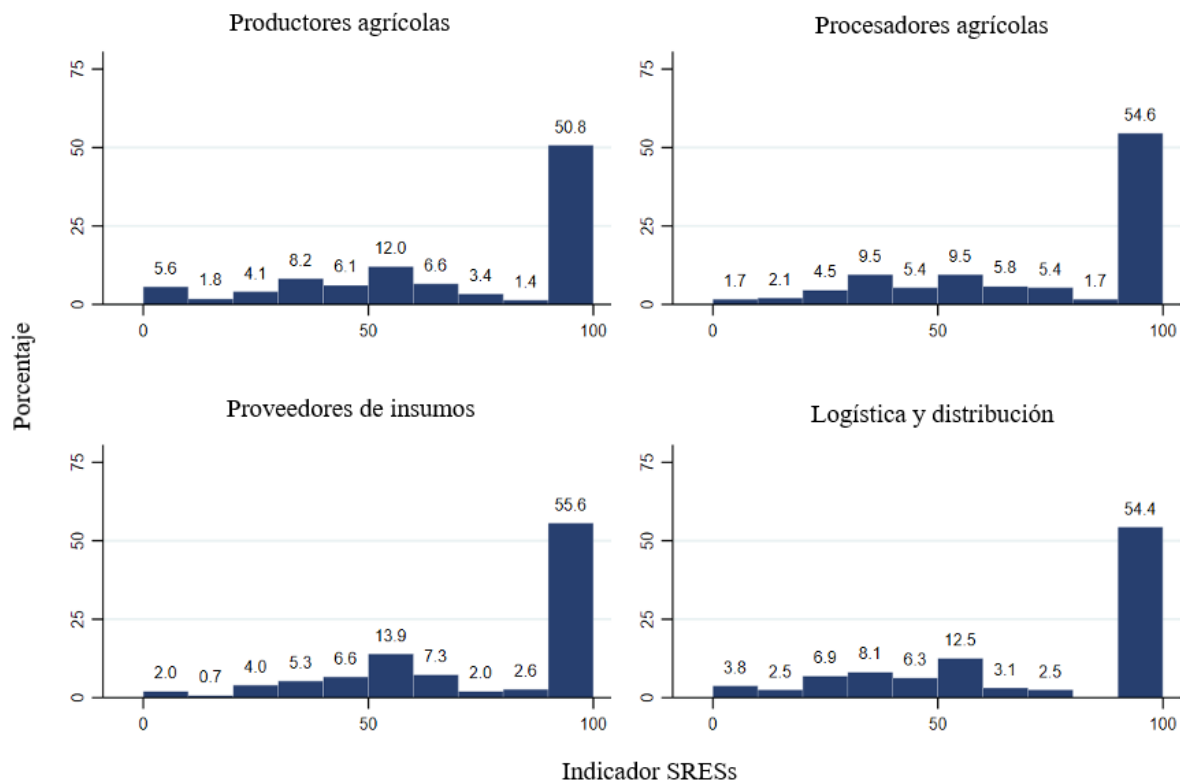 Productores agrícolas
75
50
25
0
5.6 1.8 4.1 8.2 6.1 12.0 6.6 3.4 1.4 50.8
0 50 100
Procesadores agrícolas
75
50
25
0
1.7 2.1 4.5 9.5 5.4 9.5 5.8 5.4 1.7 54.6
0 50 100
Porcentaje
Proveedores de insumos
75
50
25
0
2.0 0.7 4.0 5.3 6.6 13.9 7.3 2.0 2.6 55.6
0 50 100
Logística y distribución
75
50
25
0
3.8 2.5 6.9 8.1 6.3 12.5 3.1 2.5 54.4
0 50 100
Indicador SRESs